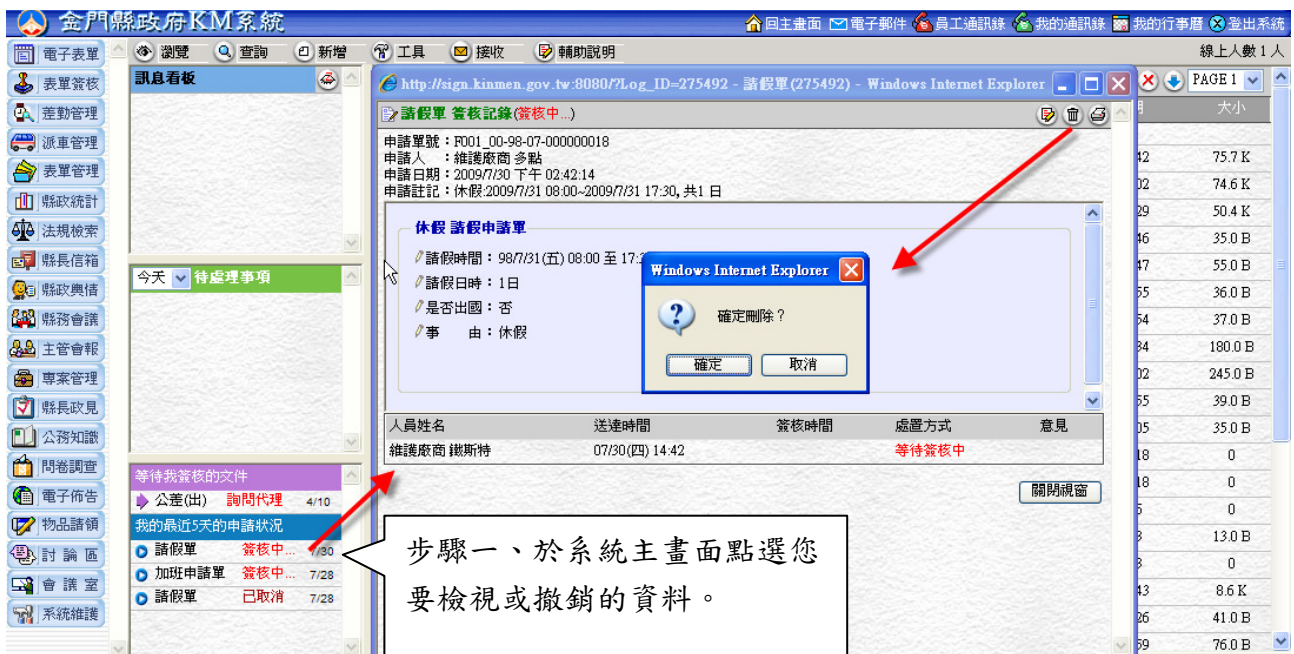 金門縣政府KM系統
回主畫面 電子郵件 員工通訊錄 我的通訊錄 我的行事曆 登出系統
瀏覽 查詢 新增 工具 接收 輔助說明
線上人數 1 人
電子表單
表單簽核
差勤管理
派車管理
表單管理
縣政統計
法規檢索
縣長信箱
縣政輿情
縣務會議
主管會報
專案管理
縣長政見
公務知識
問卷調查
電子佈告
物品請領
討 論 區
會 議 室
系統維護
訊息看板
今天 待處理事項
等待我簽核的文件
公差(出) 詢問代理 4/10
我的最近5天的申請狀況
請假單 簽核中... 7/30
加班申請單 簽核中... 7/28
請假單 已取消 7/28
http://sign.kinmen.gov.tw:8080/?Log_ID=275492 - 請假單(275492) - Windows Internet Explorer
請假單 簽核記錄(簽核中...)
申請單號：F001_00-98-07-000000018
申請人 ：維護廠商 多點
申請日期：2009/7/30 下午 02:42:14
申請註記：休假:2009/7/31 08:00~2009/7/31 17:30, 共1 日
休假 請假申請單
請假時間：98/7/31(五) 08:00 至 17:
請假日時：1日
是否出國：否
事 由：休假
Windows Internet Explorer
確定刪除？
確定 取消
人員姓名 送達時間 簽核時間 處置方式 意見
維護廠商 鐵斯特 07/30(四) 14:42 等待簽核中
關閉視窗
步驟一、於系統主畫面點選您
要檢視或撤銷的資料。
PAGE 1
大小
42 75.7 K
02 74.6 K
29 50.4 K
46 35.0 B
47 55.0 B
55 36.0 B
54 37.0 B
34 180.0 B
02 245.0 B
55 39.0 B
05 35.0 B
18 0
18 0
5 0
3 13.0 B
3 0
43 8.6 K
26 41.0 B
59 76.0 B